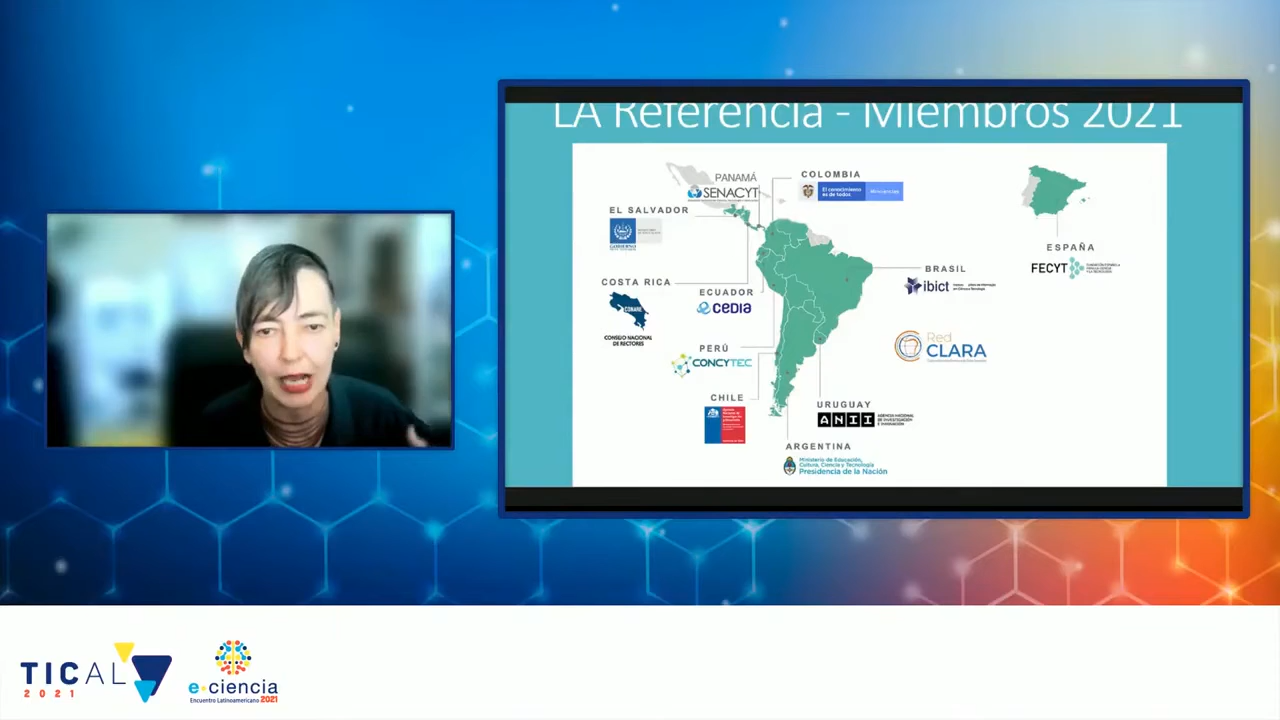 LA Referencia - Miembros 2021
PANAMÁ
SENACYT
COLOMBIA
El conocimiento
es de todos
Minciencias
EL SALVADOR
GOBIERNO
ESPAÑA
FECYT
BRASIL
ibict
COSTA RICA
CONARE
CONSEJO NACIONAL
DE RECTORES
ECUADOR
CEDIA
Red
CLARA
PERÚ
CONCYTEC
CHILE
URUGUAY
ANII
AGENCIA NACIONAL
DE INVESTIGACIÓN
E INNOVACIÓN
ARGENTINA
Ministerio de Educación,
Cultura, Ciencia y Tecnología
Presidencia de la Nación
TICAL
2021
e-ciencia
Encuentro Latinoamericano 2021